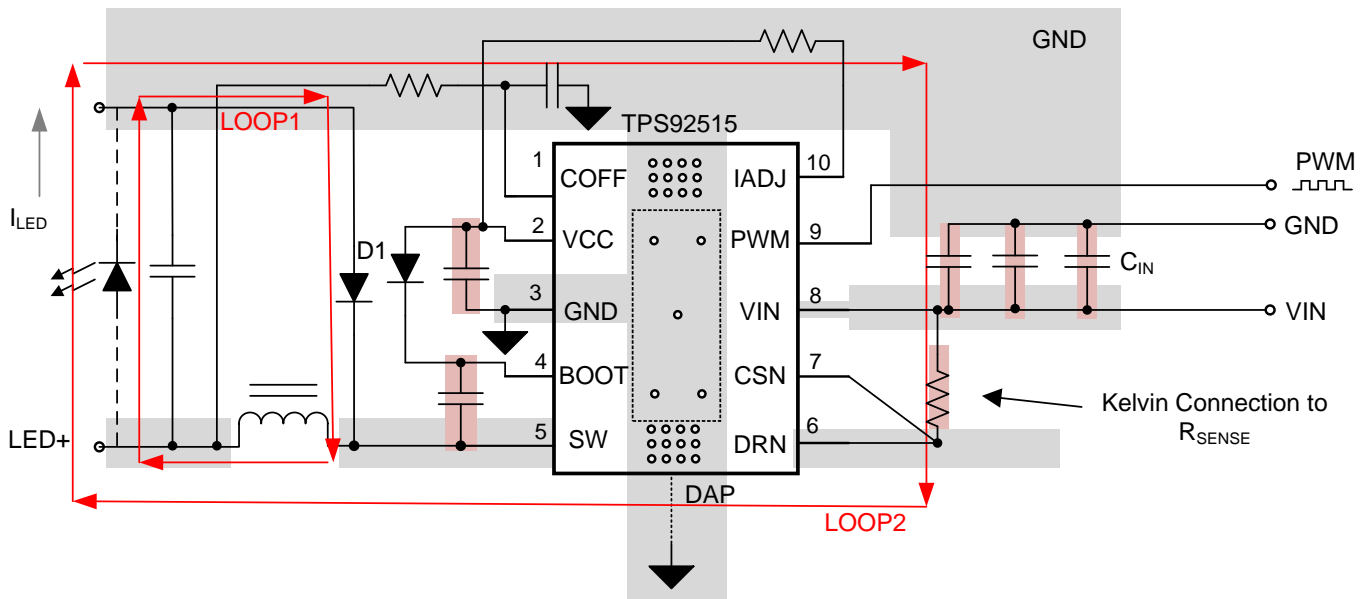 GND
LOOP1
TPS92515
1
COFF
IADJ
10
PWM
I_LED
2
VCC
PWM
9
GND
D1
C_IN
3
GND
VIN
8
VIN
4
BOOT
CSN
7
Kelvin Connection to
R_SENSE
LED+
5
SW
DRN
6
DAP
LOOP2